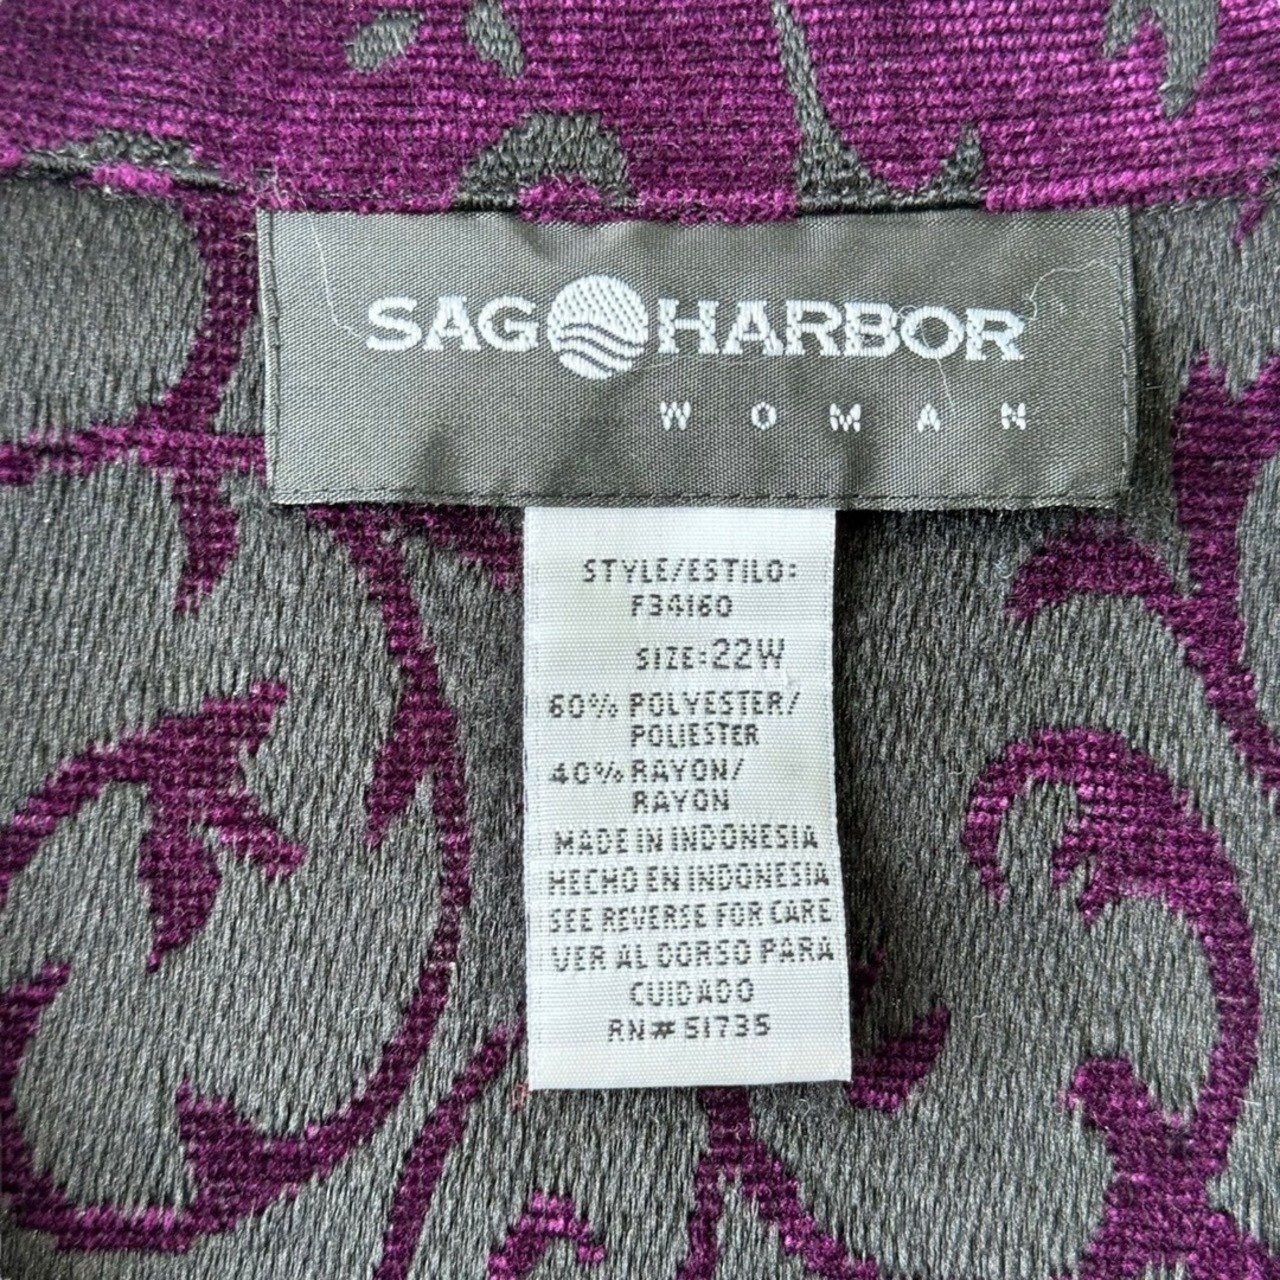 SAG HARBOR
WOMAN
STYLE/ESTILO:
F34160
SIZE:22W
60% POLYESTER/
POLIESTER
40% RAYON/
RAYON
MADE IN INDONESIA
HECHO EN INDONESIA
SEE REVERSE FOR CARE
VER AL DORSO PARA
CUIDADO
RN# 51735